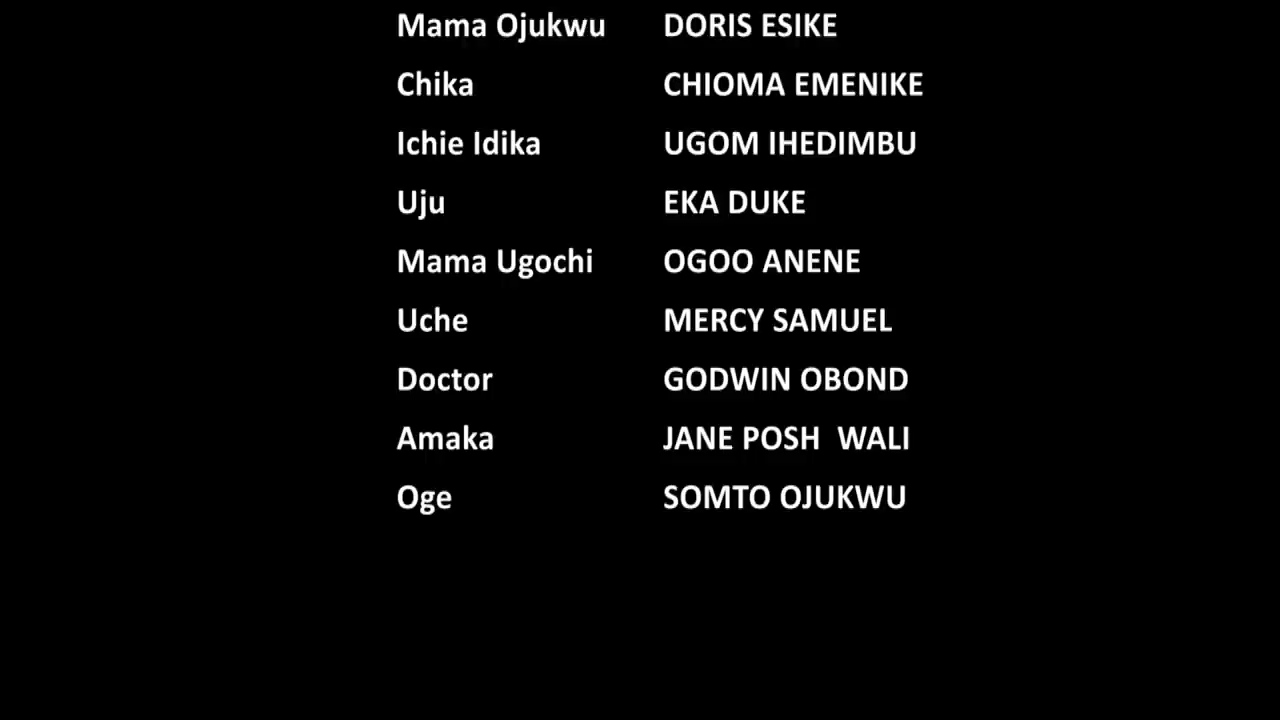 Mama Ojukwu DORIS ESIKE
Chika CHIOMA EMENIKE
Ichie Idika UGOM IHEDIMBU
Uju EKA DUKE
Mama Ugochi OGOO ANENE
Uche MERCY SAMUEL
Doctor GODWIN OBOND
Amaka JANE POSH  WALI
Oge SOMTO OJUKWU